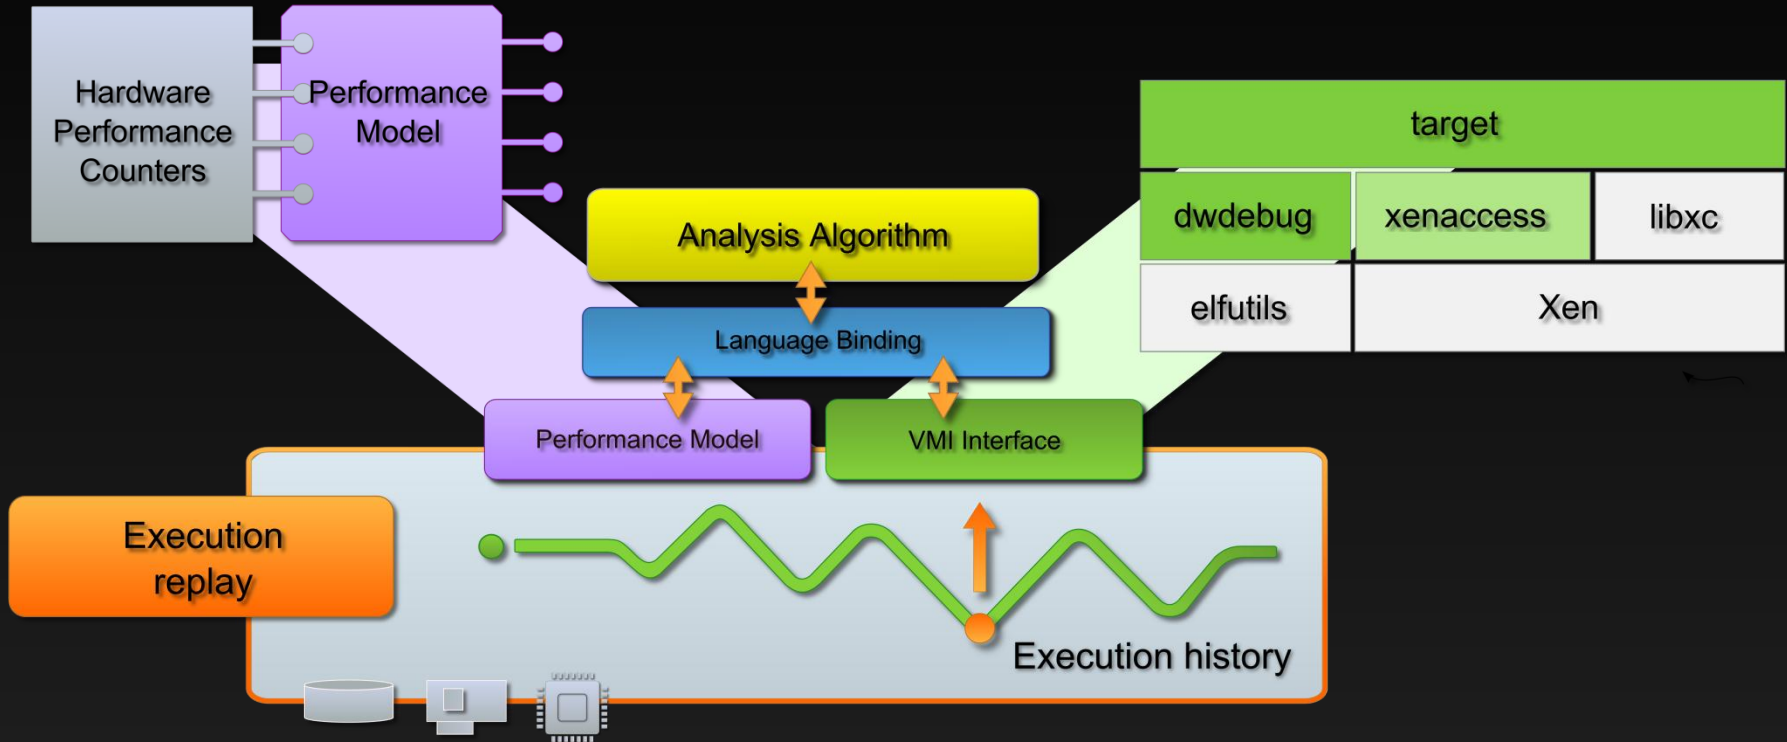 Hardware
Performance
Counters
Performance
Model
target
dwdebug
xenaccess
libxc
elfutils
Xen
Analysis Algorithm
Language Binding
Performance Model
VMI Interface
Execution
replay
Execution history